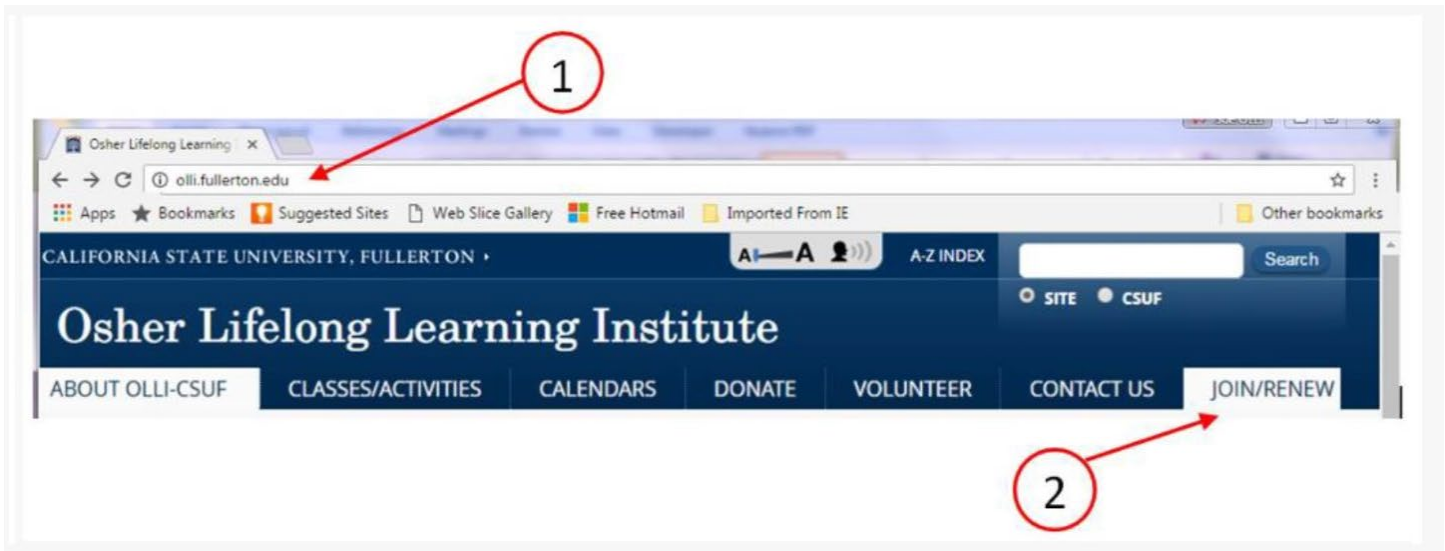 1
Osher Lifelong Learning
olli.fullerton.edu
Apps Bookmarks Suggested Sites Web Slice Gallery Free Hotmail Imported From IE Other bookmarks
CALIFORNIA STATE UNIVERSITY, FULLERTON A A A-Z INDEX Search
SITE CSUF
Osher Lifelong Learning Institute
ABOUT OLLI-CSUF CLASSES/ACTIVITIES CALENDARS DONATE VOLUNTEER CONTACT US JOIN/RENEW
2